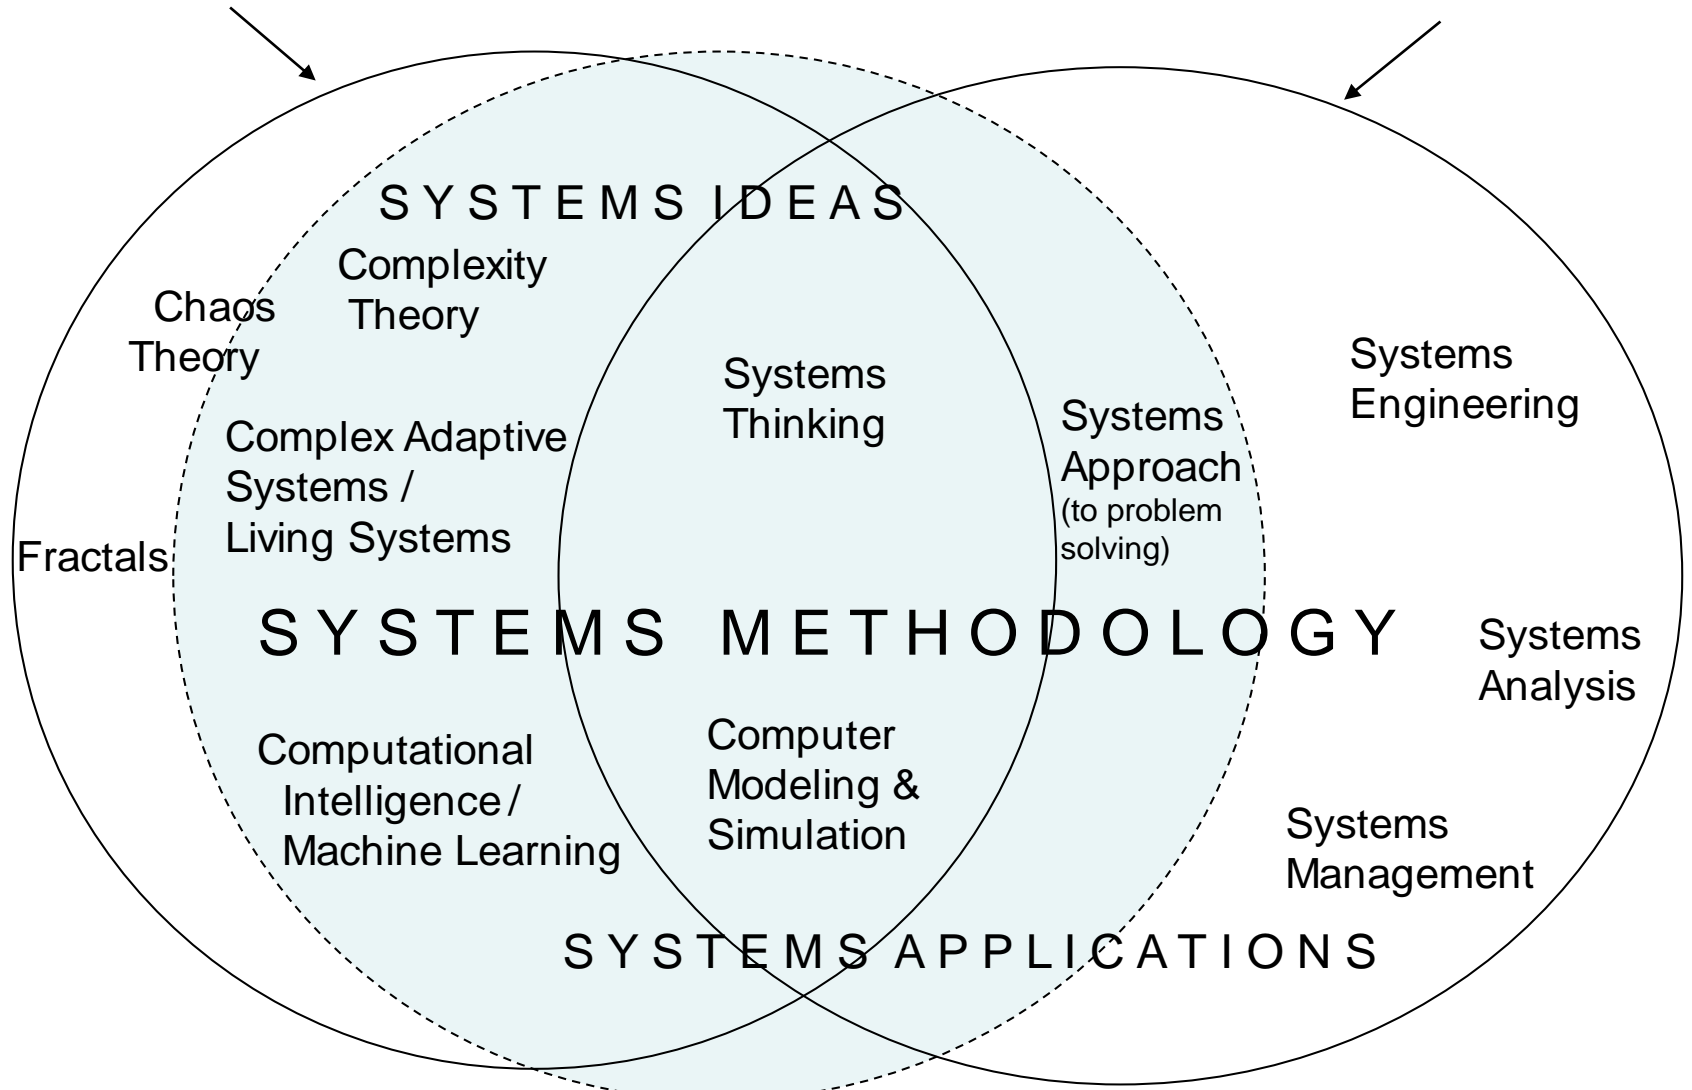 SYSTEMS IDEAS
Complexity
Theory
Chaos
Theory
Systems
Thinking
Systems
Engineering
Systems
Approach
(to problem
solving)
Complex Adaptive
Systems /
Living Systems
Fractals
SYSTEMS METHODOLOGY
Systems
Analysis
Computational
Intelligence /
Machine Learning
Computer
Modeling &
Simulation
Systems
Management
SYSTEMS APPLICATIONS